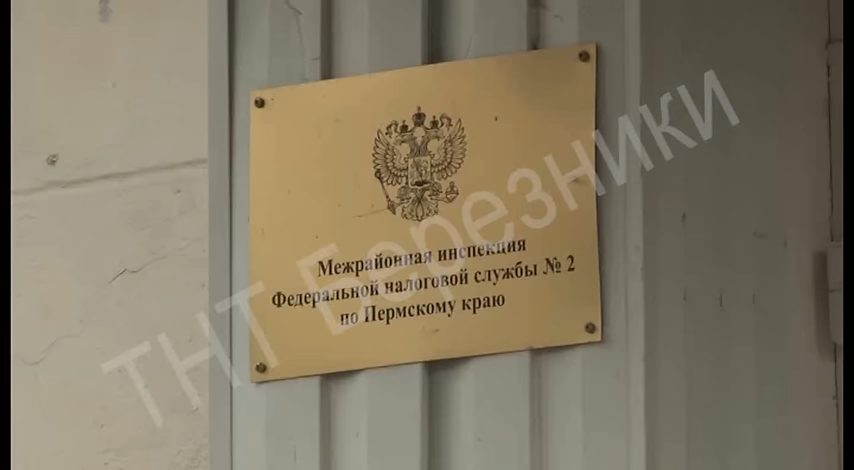 Межрайонная инспекция
Федеральной налоговой службы № 2
по Пермскому краю
ТНТ Березники